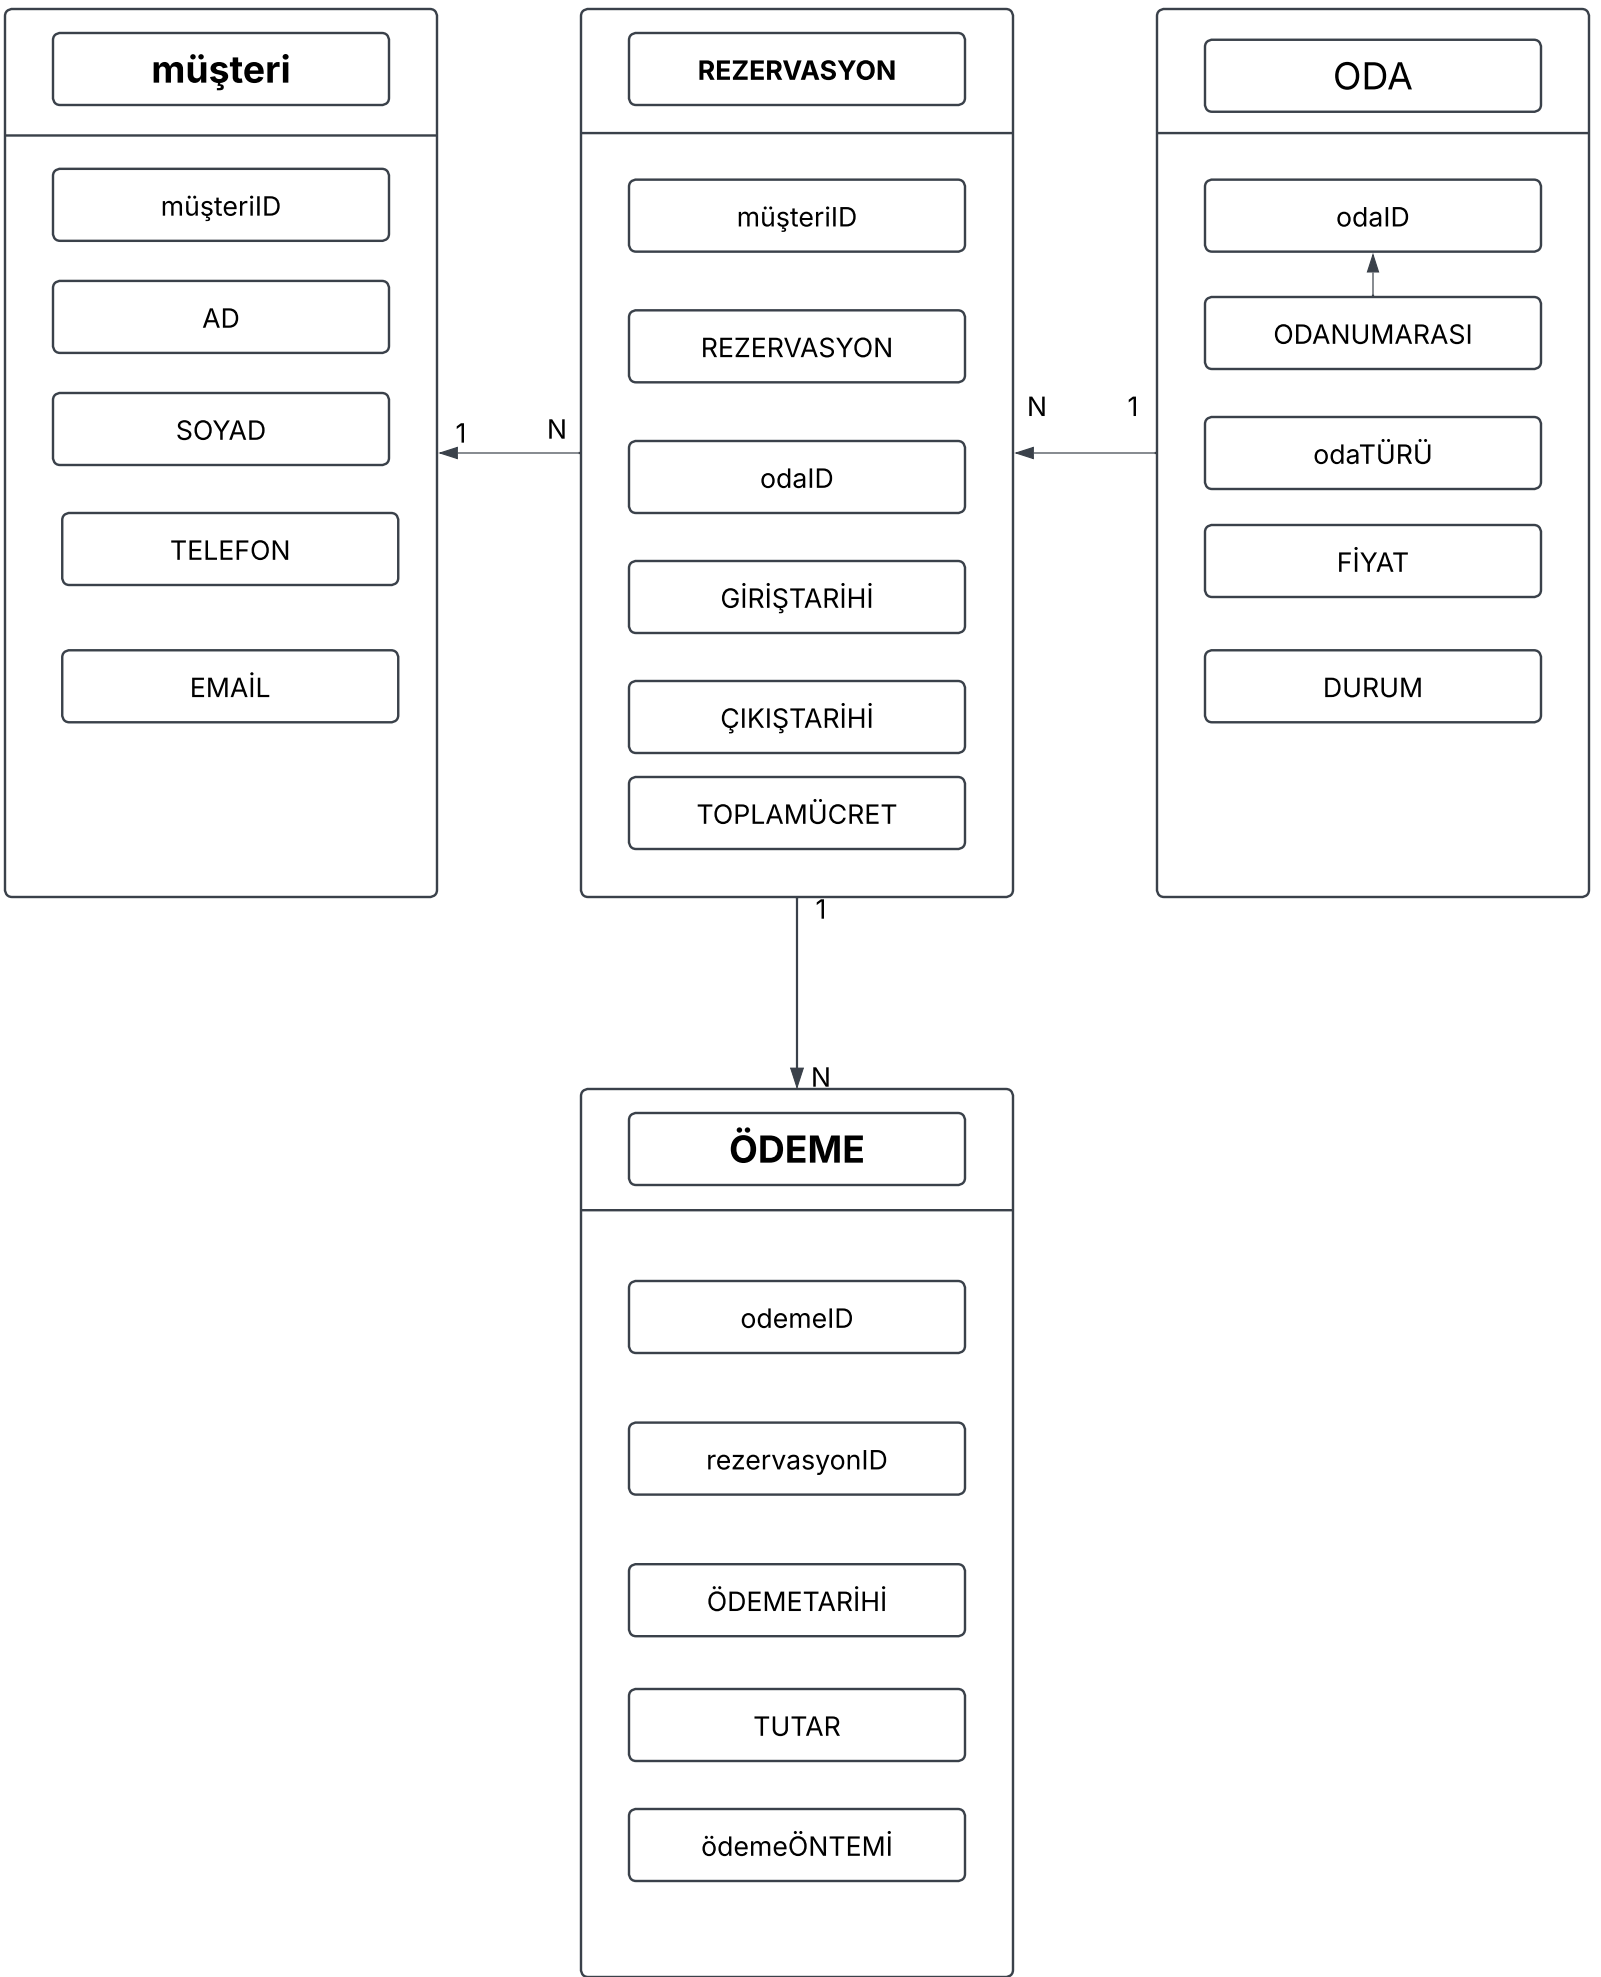 müşteri
müşteriID
AD
SOYAD
TELEFON
EMAİL
1
N
REZERVASYON
müşteriID
REZERVASYON
odaID
GİRİŞTARİHİ
ÇIKIŞTARİHİ
TOPLAMÜCRET
N
1
ODA
odaID
ODANUMARASI
odaTÜRÜ
FİYAT
DURUM
1
N
ÖDEME
odemeID
rezervasyonID
ÖDEMETARİHİ
TUTAR
ödemeÖNTEMİ